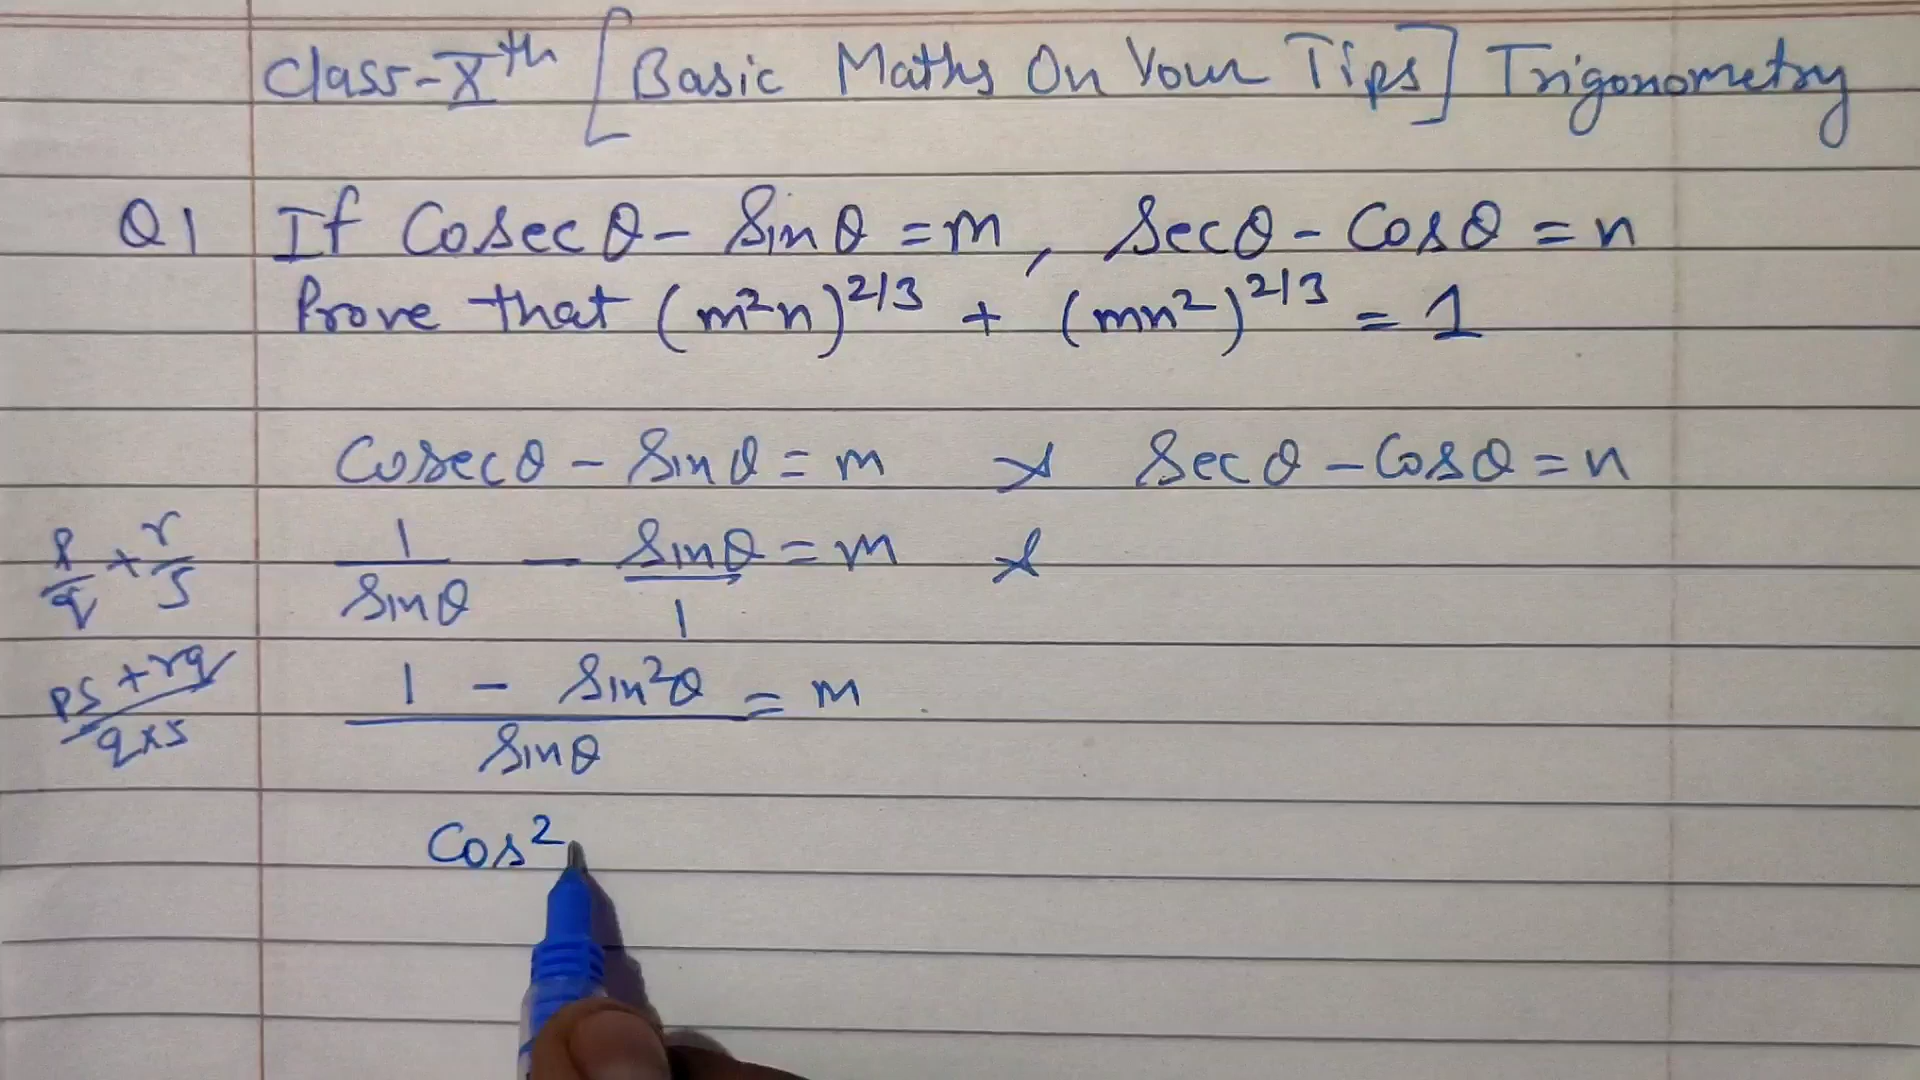 Class-Xth [Basic Maths On Your Tips] Trigonometry
Q1 If Cosec θ - Sin θ = m, Sec θ - Cos θ = n
Prove that (m²n)^2/3 + (mn²)^2/3 = 1
Cosec θ - Sin θ = m & Sec θ - Cos θ = n
p/q + r/s
1/Sin θ - Sin θ/1 = m &
ps + rq/q×s
1 - Sin²θ/Sin θ = m
Cos²